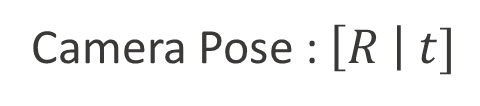 Camera Pose : [R | t]